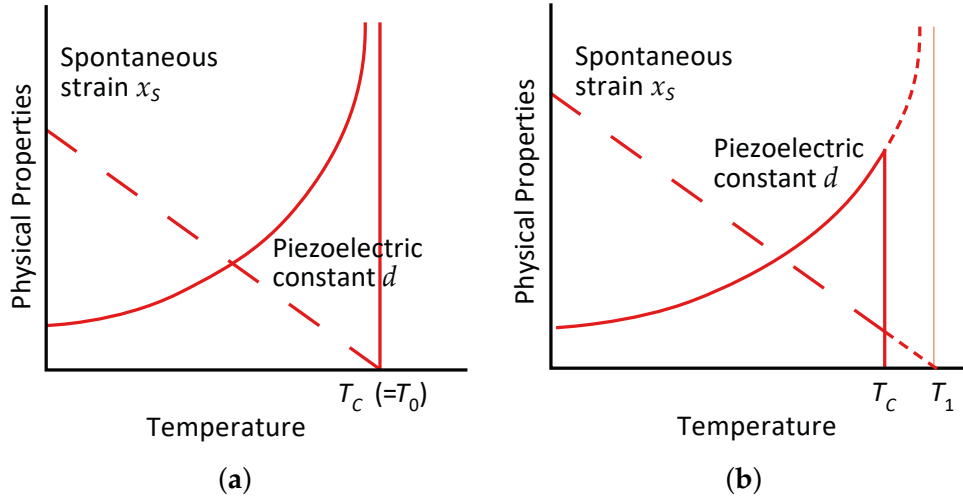 Physical Properties
Spontaneous
strain x_S
Piezoelectric
constant d
T_C (=T_0)
Temperature
(a)
Physical Properties
Spontaneous
strain x_S
Piezoelectric
constant d
T_C
T_1
Temperature
(b)